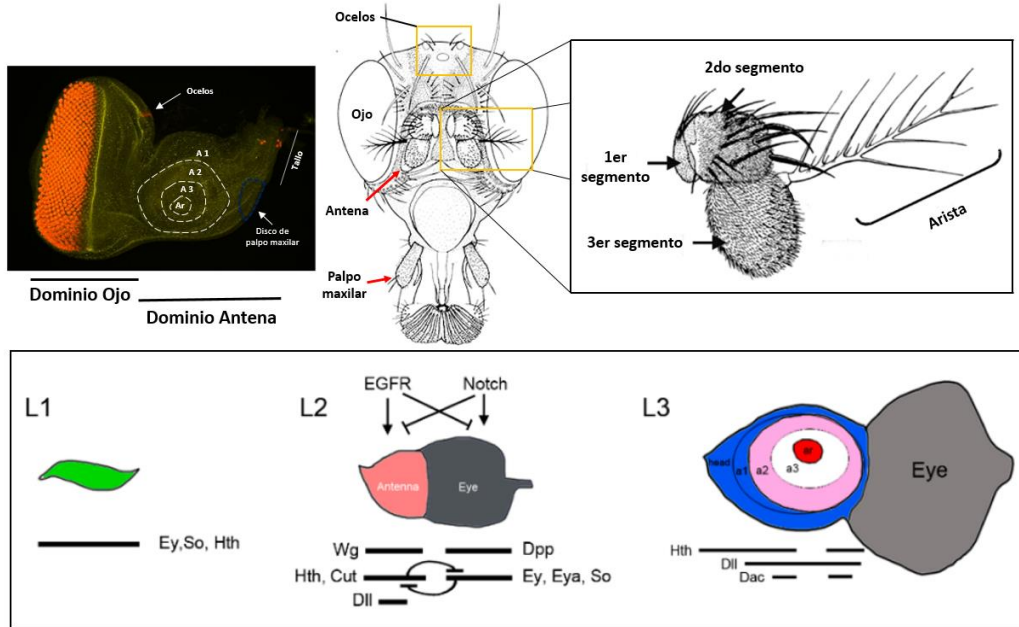 Ocelos
A 1
A 2
A 3
Ar
Tallo
Disco de
palpo maxilar
Dominio Ojo
Dominio Antena
Ocelos
Ojo
Antena
Palpo
maxilar
2do segmento
1er
segmento
3er segmento
Arista
L1
Ey,So, Hth
L2
EGFR
Notch
Antenna
Eye
Wg
Dpp
Hth, Cut
Ey, Eya, So
Dll
L3
head
a1
a2
a3
ar
Eye
Hth
Dll
Dac